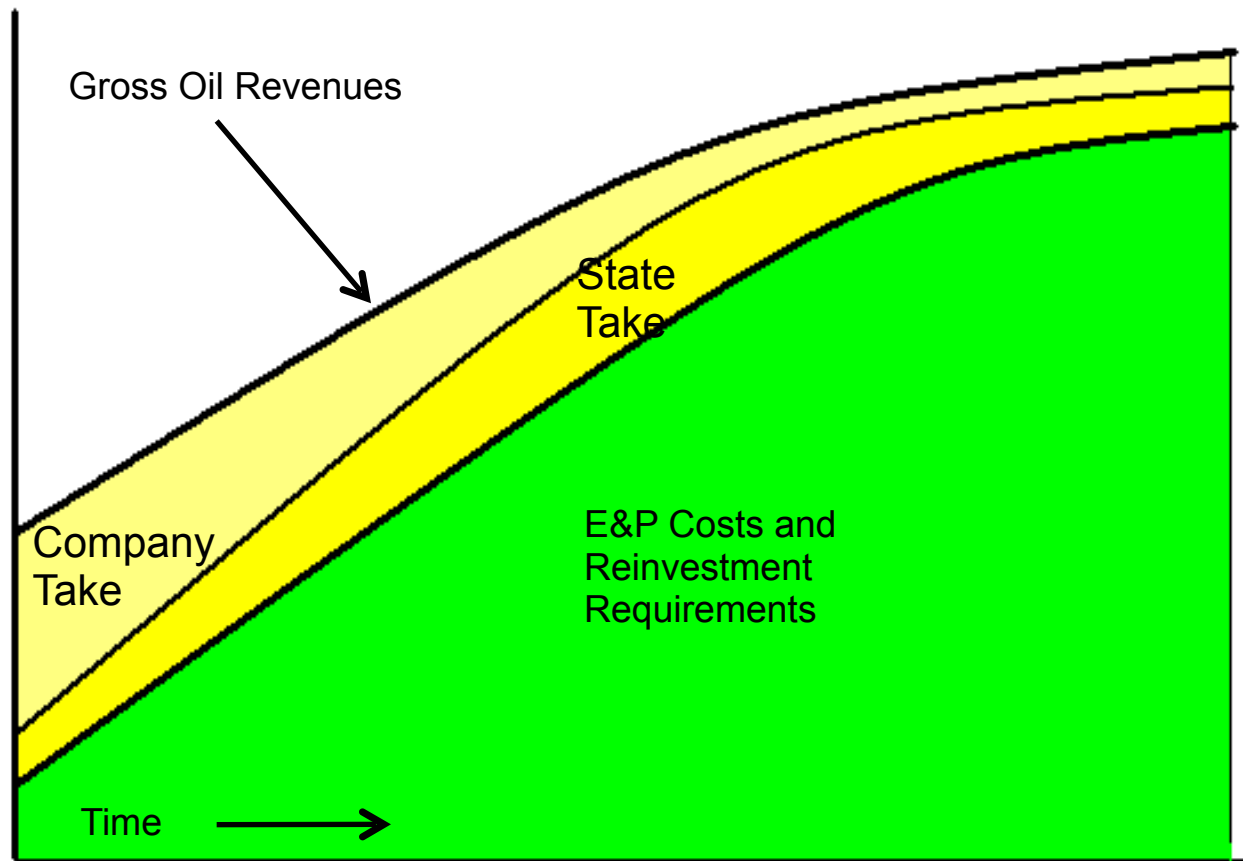 Gross Oil Revenues
State
Take
Company
Take
E&P Costs and
Reinvestment
Requirements
Time